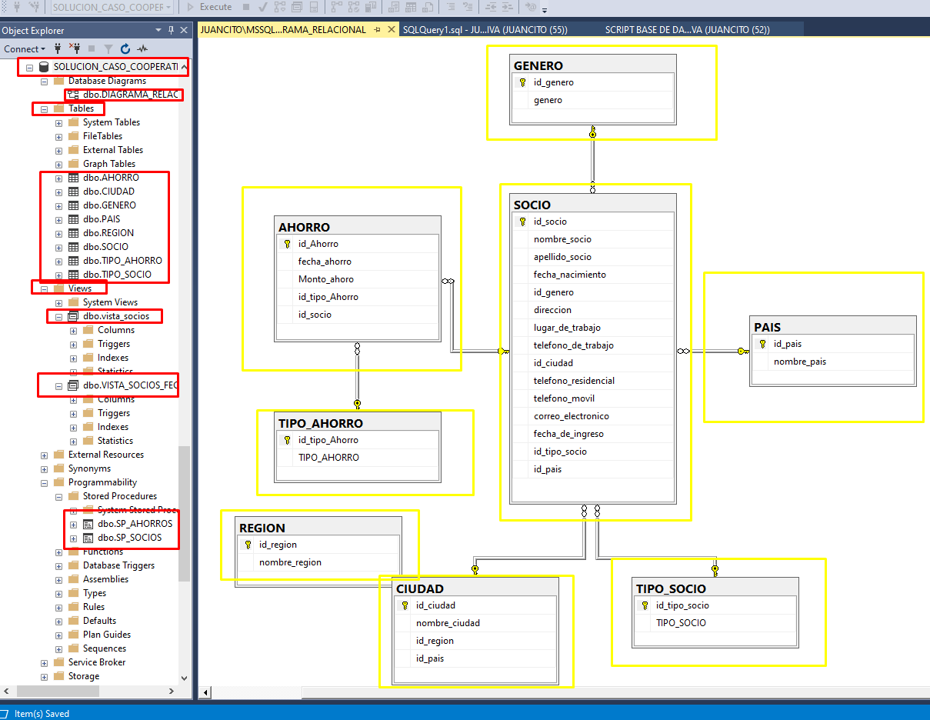 SOLUCION_CASO_COOPER
Execute
Object Explorer
JUANCITO\MSSQL...RAMA_RELACIONAL
SQLQuery1.sql - JU...IVA (JUANCITO (55))
SCRIPT BASE DE DA...VA (JUANCITO (52))
Connect
SOLUCION_CASO_COOPERATI
Database Diagrams
dbo.DIAGRAMA_RELAC
Tables
System Tables
FileTables
External Tables
Graph Tables
dbo.AHORRO
dbo.CIUDAD
dbo.GENERO
dbo.PAIS
dbo.REGION
dbo.SOCIO
dbo.TIPO_AHORRO
dbo.TIPO_SOCIO
Views
System Views
dbo.vista_socios
Columns
Triggers
Indexes
Statistics
dbo.VISTA_SOCIOS_FEC
Columns
Triggers
Indexes
Statistics
External Resources
Synonyms
Programmability
Stored Procedures
System Stored Proc
dbo.SP_AHORROS
dbo.SP_SOCIOS
Functions
Database Triggers
Assemblies
Types
Rules
Defaults
Plan Guides
Sequences
Service Broker
Storage
GENERO
id_genero
genero
SOCIO
id_socio
nombre_socio
apellido_socio
fecha_nacimiento
id_genero
direccion
lugar_de_trabajo
telefono_de_trabajo
id_ciudad
telefono_residencial
telefono_movil
correo_electronico
fecha_de_ingreso
id_tipo_socio
id_pais
AHORRO
id_Ahorro
fecha_ahorro
Monto_ahoro
id_tipo_Ahorro
id_socio
PAIS
id_pais
nombre_pais
TIPO_AHORRO
id_tipo_Ahorro
TIPO_AHORRO
REGION
id_region
nombre_region
CIUDAD
id_ciudad
nombre_ciudad
id_region
id_pais
TIPO_SOCIO
id_tipo_socio
TIPO_SOCIO
Item(s) Saved